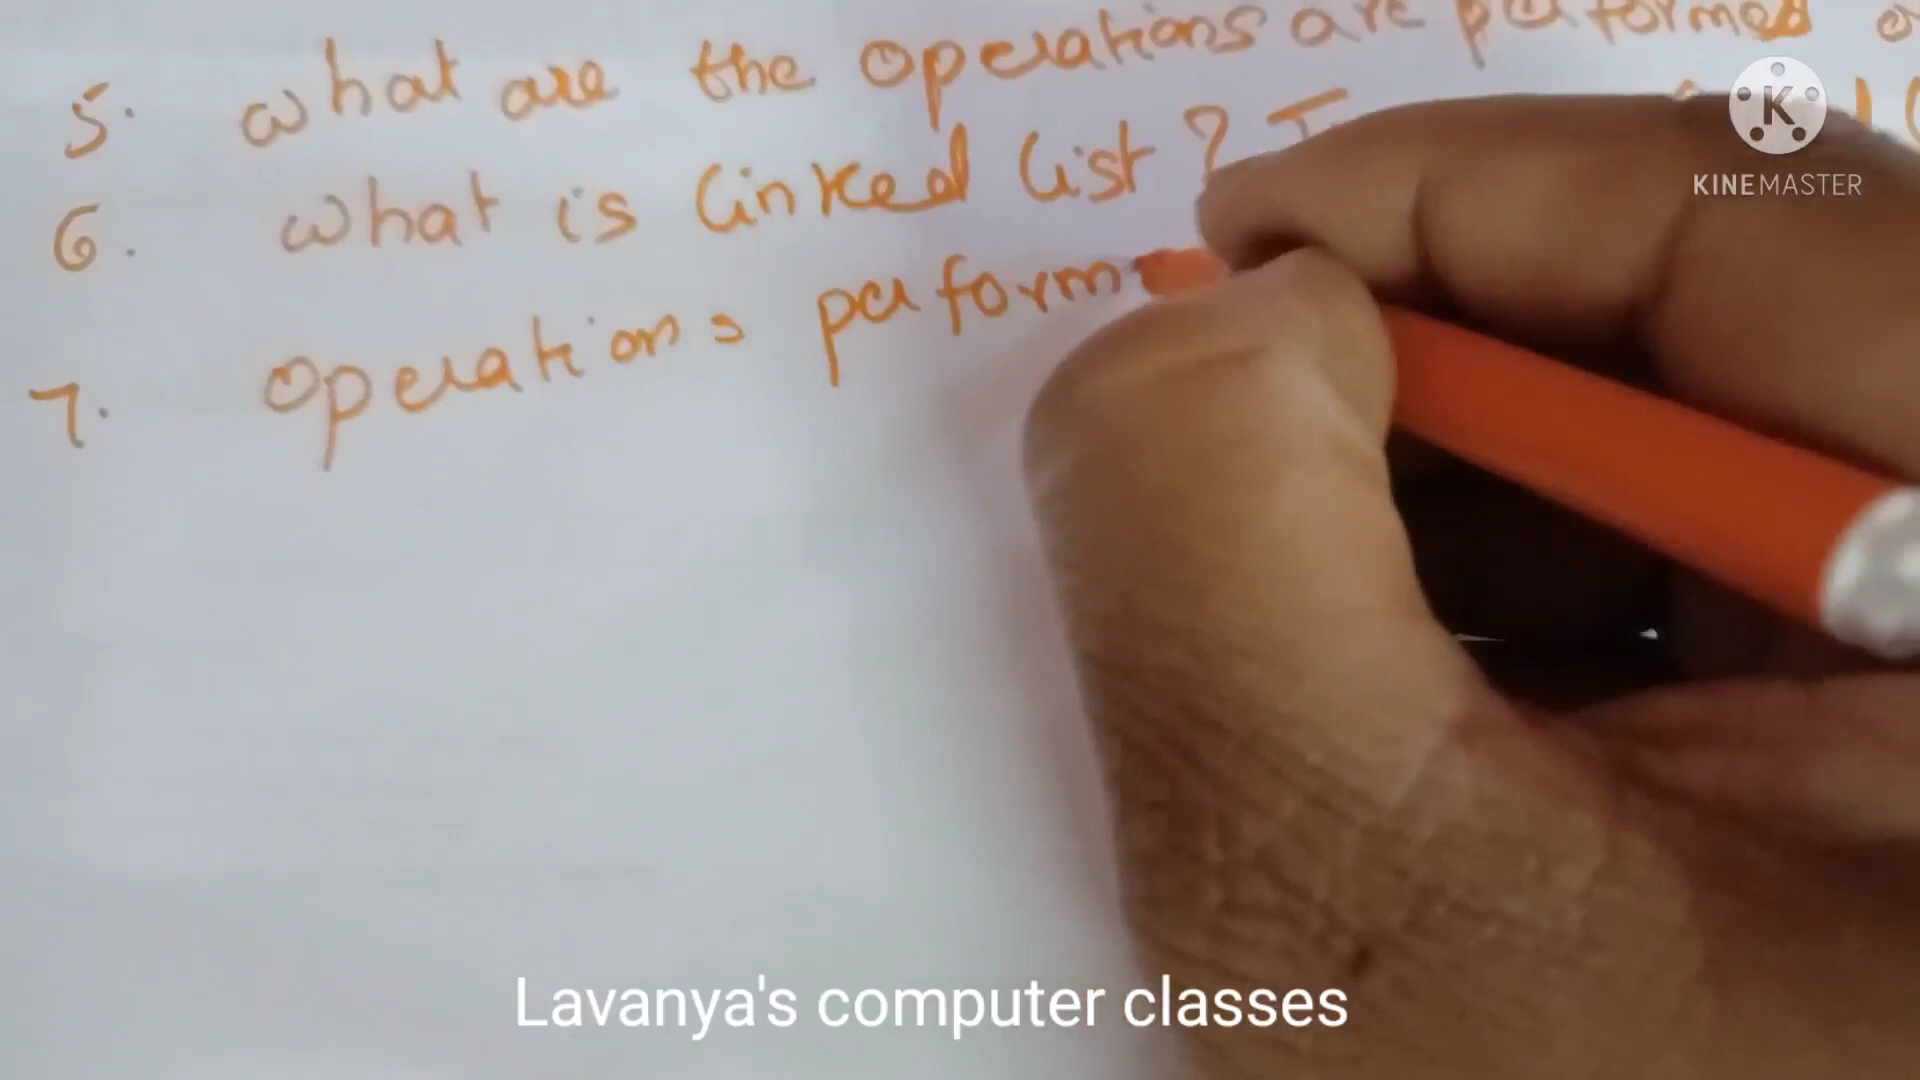 5. What are the operations are performed
6. What is linked list ?
7. Operations perform
KINEMASTER
Lavanya's computer classes